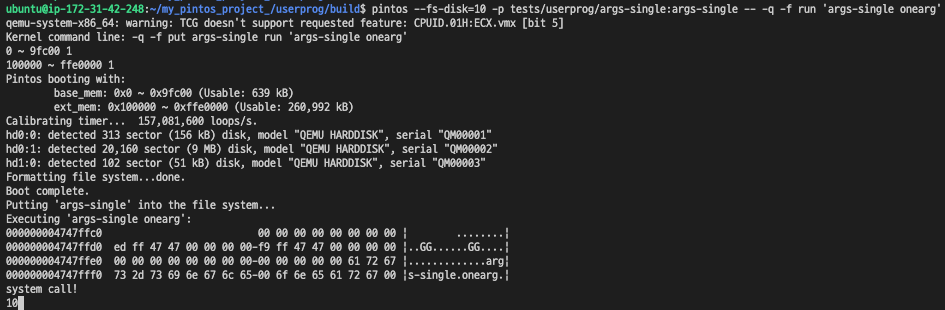 ubuntu@ip-172-31-42-248:~/my_pintos_project_/userprog/build$ pintos --fs-disk=10 -p tests/userprog/args-single:args-single -- -q -f run 'args-single onearg'
qemu-system-x86_64: warning: TCG doesn't support requested feature: CPUID.01H:ECX.vmx [bit 5]
Kernel command line: -q -f put args-single run 'args-single onearg'
0 ~ 9fc00 1
100000 ~ ffe0000 1
Pintos booting with:
        base_mem: 0x0 ~ 0x9fc00 (Usable: 639 kB)
        ext_mem: 0x100000 ~ 0xffe0000 (Usable: 260,992 kB)
Calibrating timer...  157,081,600 loops/s.
hd0:0: detected 313 sector (156 kB) disk, model "QEMU HARDDISK", serial "QM00001"
hd0:1: detected 20,160 sector (9 MB) disk, model "QEMU HARDDISK", serial "QM00002"
hd1:0: detected 102 sector (51 kB) disk, model "QEMU HARDDISK", serial "QM00003"
Formatting file system...done.
Boot complete.
Putting 'args-single' into the file system...
Executing 'args-single onearg':
000000004747ffc0                          00 00 00 00 00 00 00 00 |        ........|
000000004747ffd0  ed ff 47 47 00 00 00 00-f9 ff 47 47 00 00 00 00 |..GG......GG....|
000000004747ffe0  00 00 00 00 00 00 00 00-00 00 00 00 00 61 72 67 |.............arg|
000000004747fff0  73 2d 73 69 6e 67 6c 65-00 6f 6e 65 61 72 67 00 |s-single.onearg.|
system call!
10